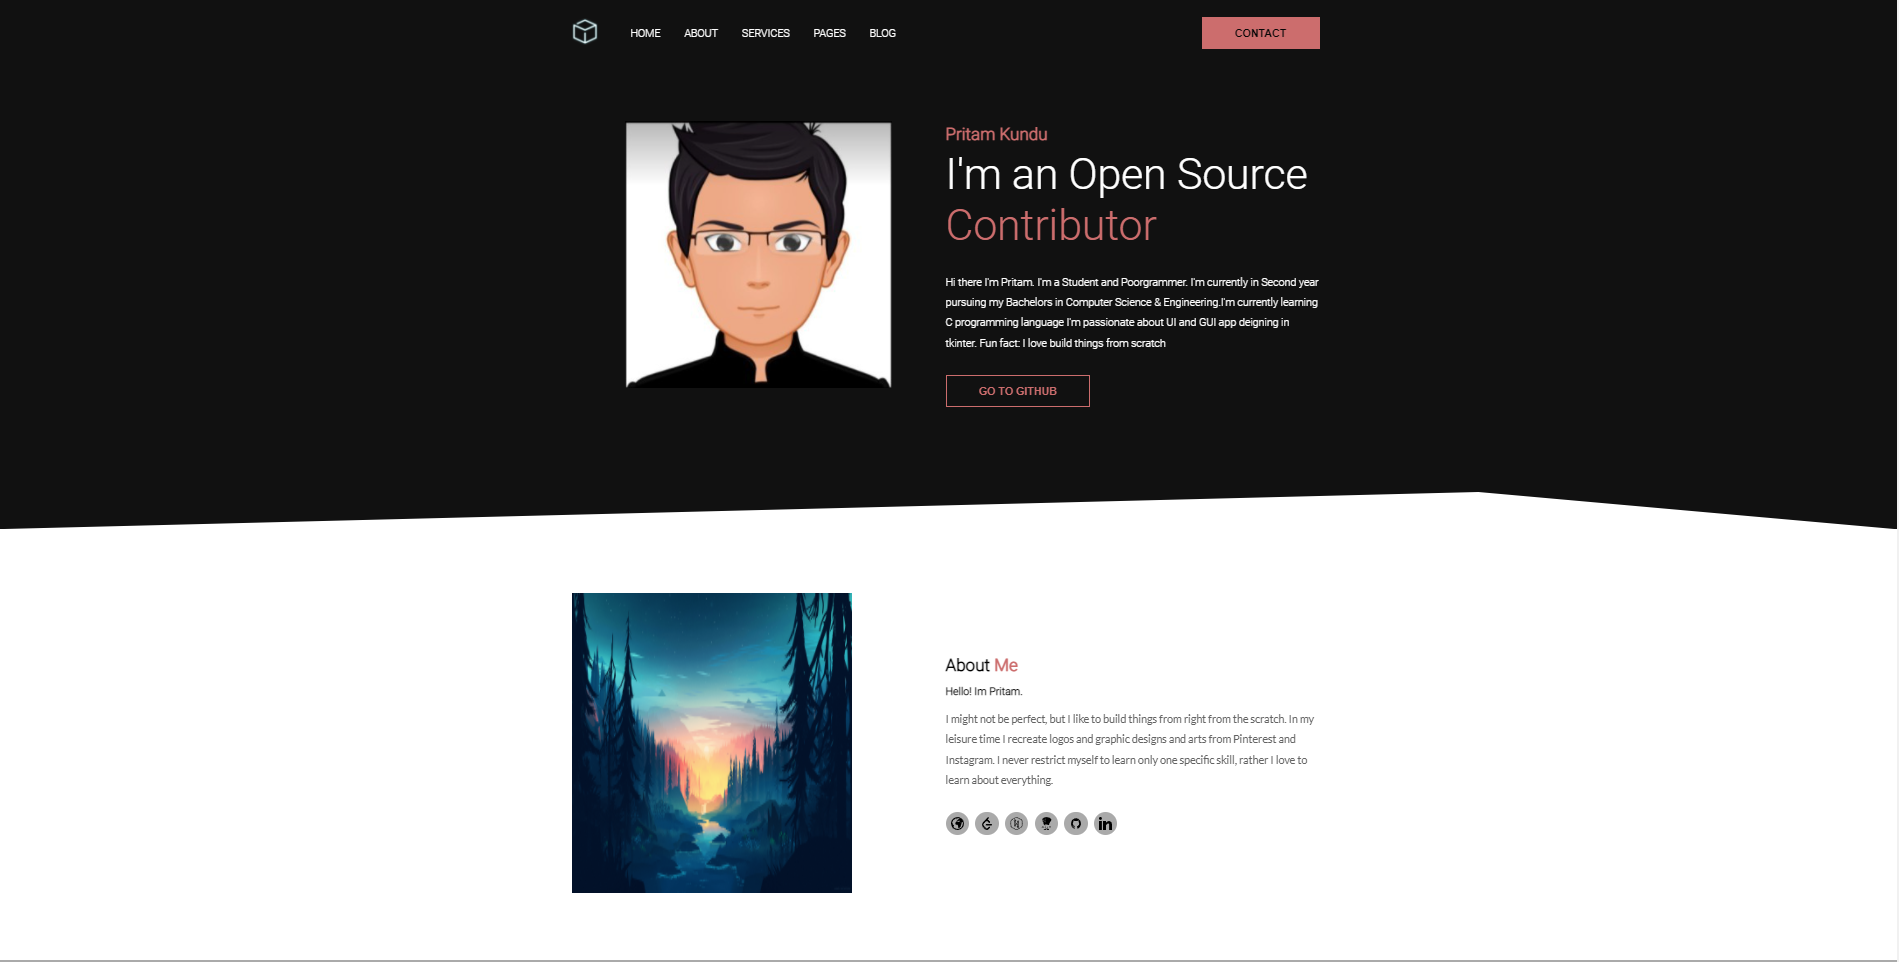 HOME ABOUT SERVICES PAGES BLOG CONTACT
Pritam Kundu
I'm an Open Source
Contributor
Hi there I'm Pritam. I'm a Student and Poorgrammer. I'm currently in Second year
pursuing my Bachelors in Computer Science & Engineering.I'm currently learning
C programming language I'm passionate about UI and GUI app deigning in
tkinter. Fun fact: I love build things from scratch
GO TO GITHUB
About Me
Hello! Im Pritam.
I might not be perfect, but I like to build things from right from the scratch. In my
leisure time I recreate logos and graphic designs and arts from Pinterest and
Instagram. I never restrict myself to learn only one specific skill, rather I love to
learn about everything.
in